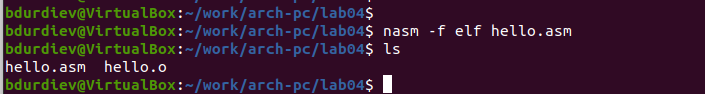 bdurdiev@VirtualBox:~/work/arch-pc/lab04$
bdurdiev@VirtualBox:~/work/arch-pc/lab04$ nasm -f elf hello.asm
bdurdiev@VirtualBox:~/work/arch-pc/lab04$ ls
hello.asm  hello.o
bdurdiev@VirtualBox:~/work/arch-pc/lab04$